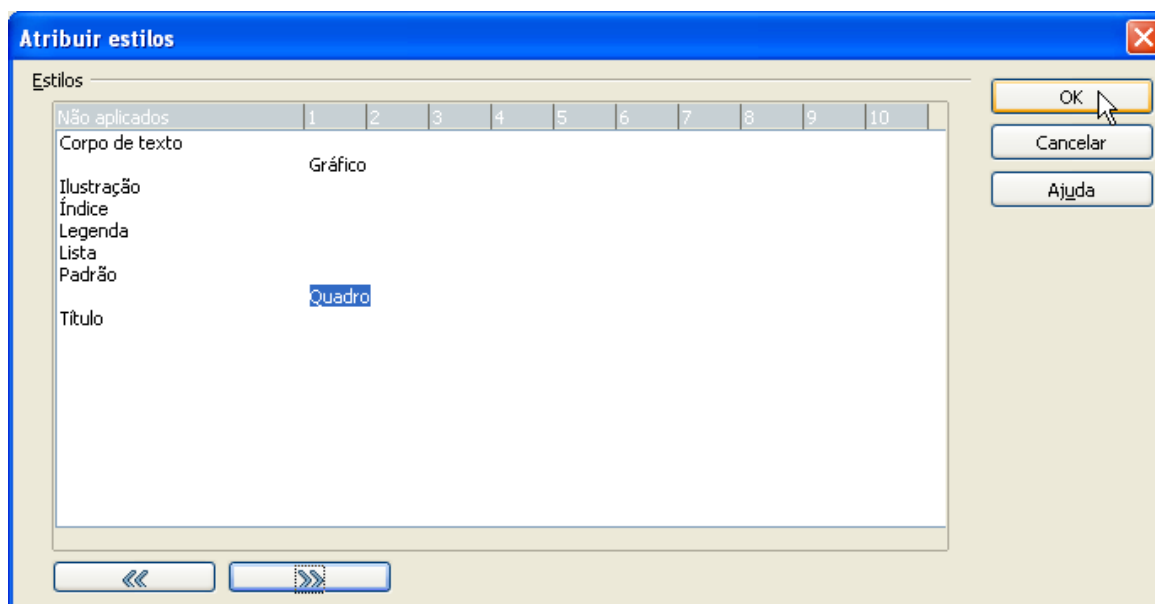 Atribuir estilos
Estilos
Não aplicados 1 2 3 4 5 6 7 8 9 10
Corpo de texto
Gráfico
Ilustração
Índice
Legenda
Lista
Padrão
Quadro
Título
OK
Cancelar
Ajuda